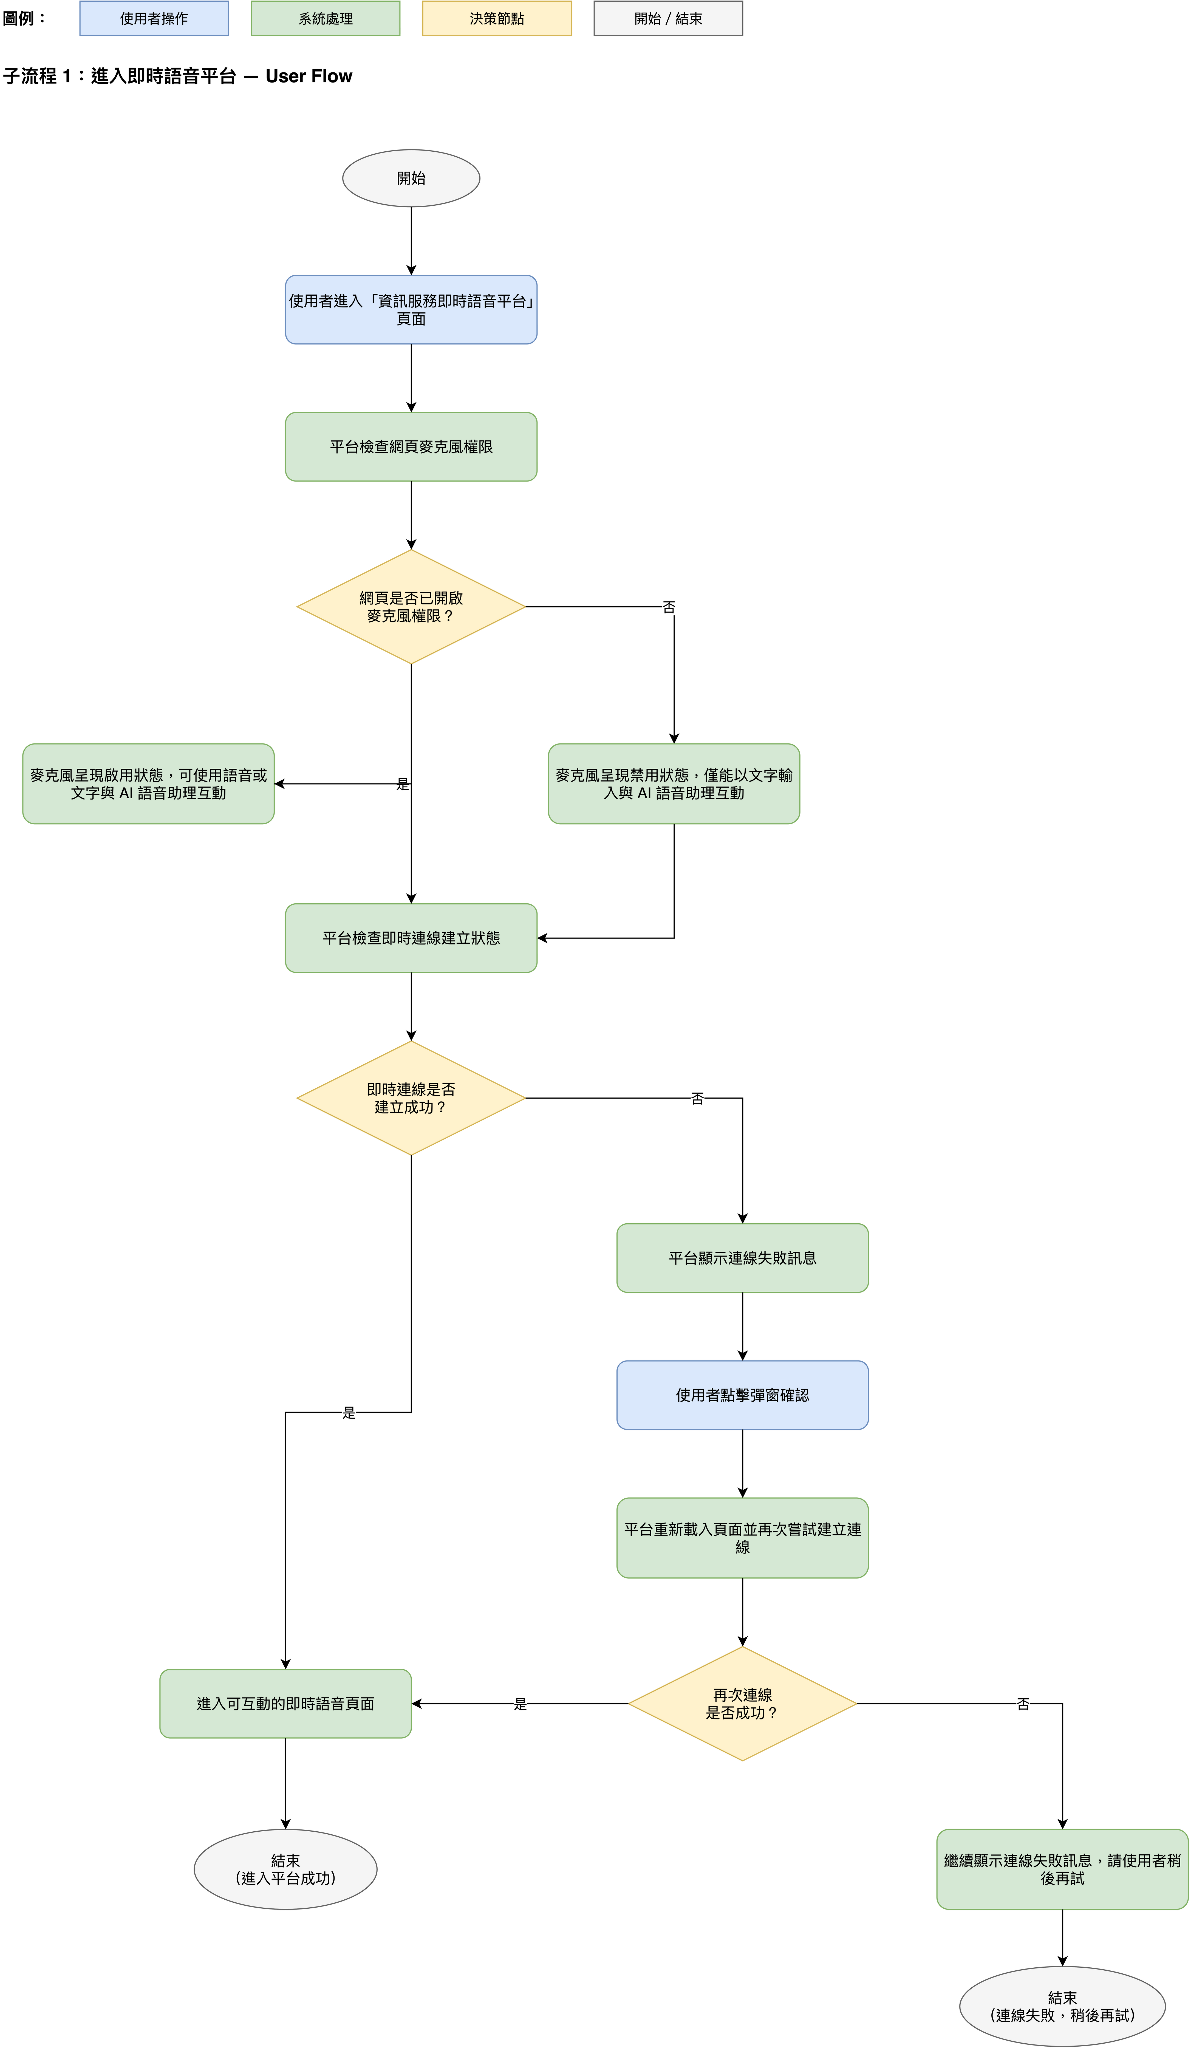 圖例：
使用者操作
系統處理
決策節點
開始 / 結束
子流程 1：進入即時語音平台 — User Flow
開始
使用者進入「資訊服務即時語音平台」
頁面
平台檢查網頁麥克風權限
網頁是否已開啟
麥克風權限？
否
麥克風呈現啟用狀態，可使用語音或
文字與 AI 語音助理互動
是
麥克風呈現禁用狀態，僅能以文字輸
入與 AI 語音助理互動
平台檢查即時連線建立狀態
即時連線是否
建立成功？
否
平台顯示連線失敗訊息
使用者點擊彈窗確認
是
平台重新載入頁面並再次嘗試建立連
線
進入可互動的即時語音頁面
是
再次連線
是否成功？
否
結束
(進入平台成功)
繼續顯示連線失敗訊息，請使用者稍
後再試
結束
(連線失敗，稍後再試)